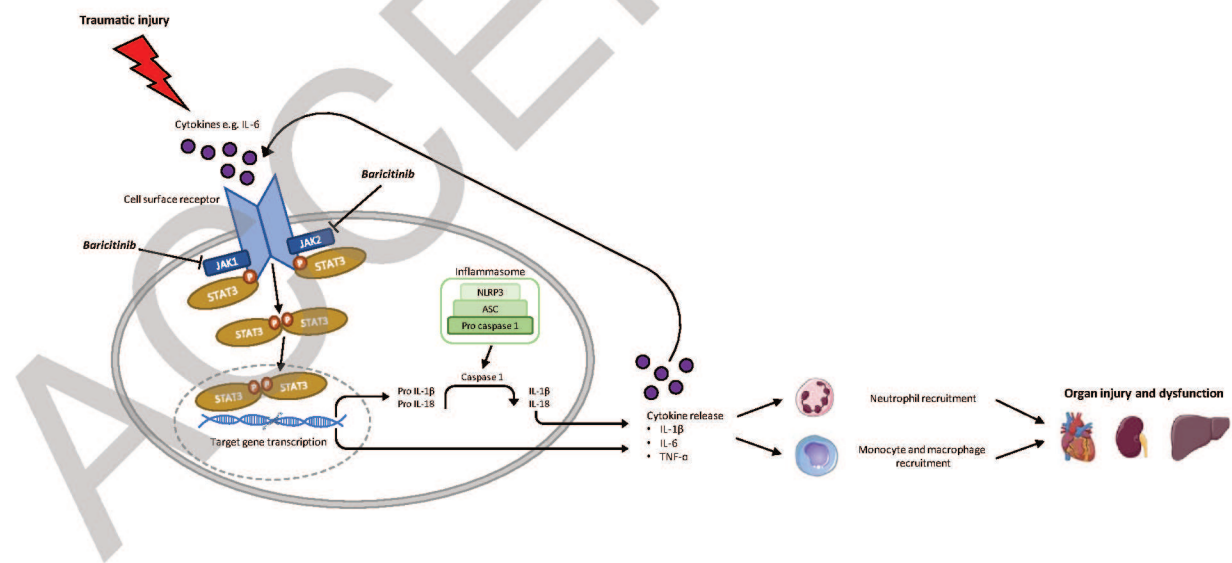 Traumatic injury
Cytokines e.g. IL-6
Cell surface receptor
Baricitinib
Baricitinib
JAK1
JAK2
P
P
STAT3
STAT3
P
P
STAT3
STAT3
P
P
STAT3
STAT3
Target gene transcription
Inflammasome
NLRP3
ASC
Pro caspase 1
Caspase 1
Pro IL-1β
Pro IL-18
IL-1β
IL-18
Cytokine release
• IL-1β
• IL-6
• TNF-α
Neutrophil recruitment
Monocyte and macrophage
recruitment
Organ injury and dysfunction
ACCE